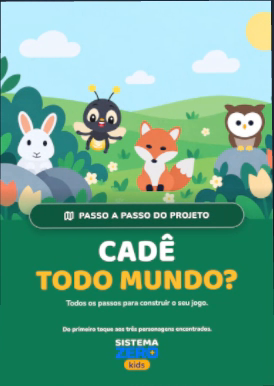 PASSO A PASSO DO PROJETO
CADÊ
TODO MUNDO?
Todos os passos para construir o seu jogo.
Do primeiro toque aos três personagens encontrados.
SISTEMA
ZERO
kids